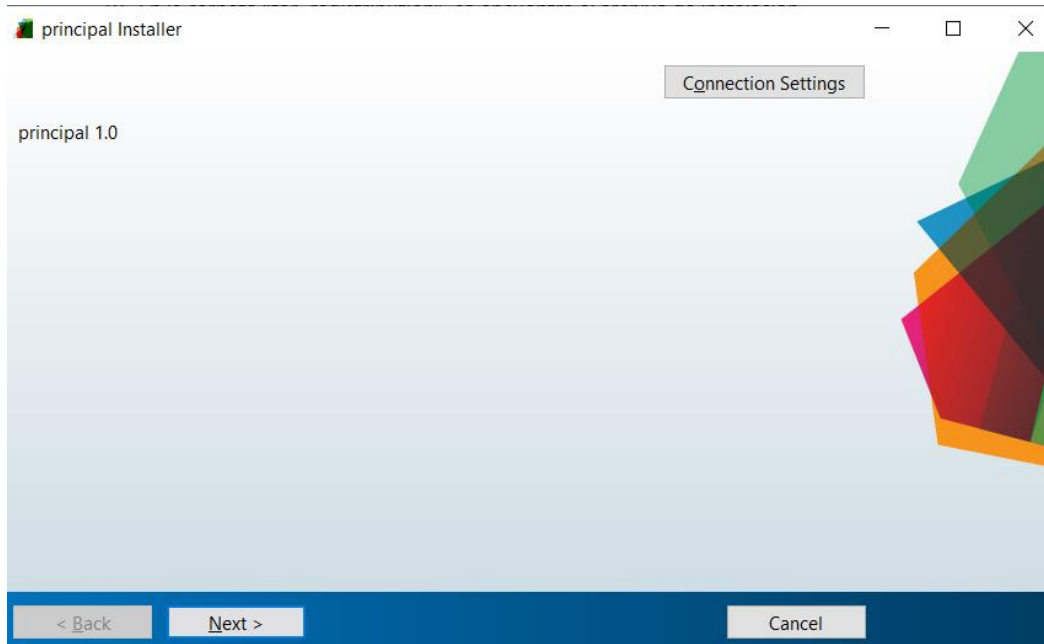 principal Installer
Connection Settings
principal 1.0
< Back
Next >
Cancel